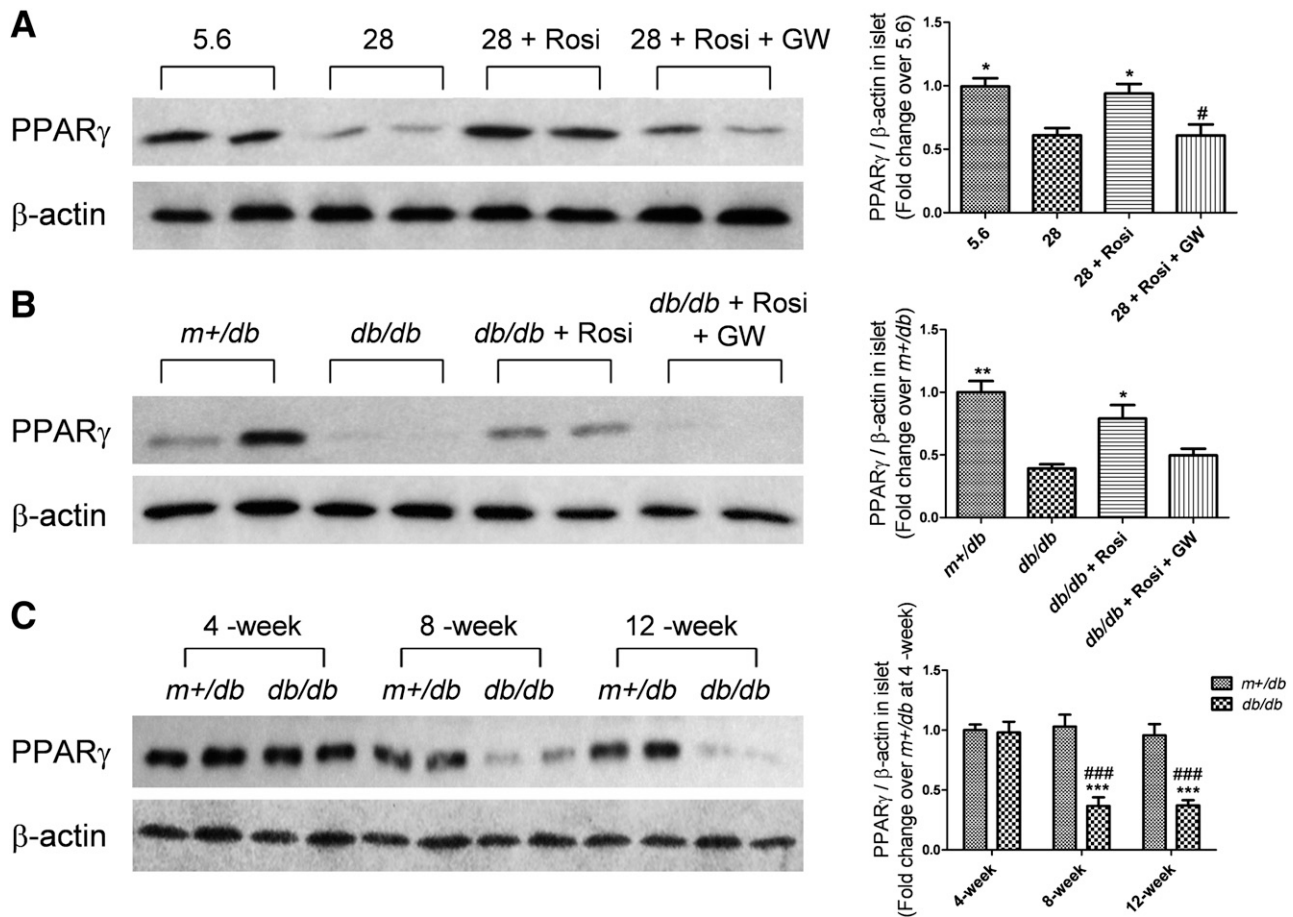 A
5.6 28 28 + Rosi 28 + Rosi + GW
PPARγ
β-actin
PPARγ / β-actin in islet
(Fold change over 5.6)
1.5
1.0
0.5
0.0
*
*
#
5.6
28
28 + Rosi
28 + Rosi + GW
B
m+/db db/db db/db + Rosi db/db + Rosi
+ GW
PPARγ
β-actin
PPARγ / β-actin in islet
(Fold change over m+/db)
1.5
1.0
0.5
0.0
**
*
m+/db
db/db
db/db + Rosi
db/db + Rosi + GW
C
4 -week 8 -week 12 -week
m+/db db/db m+/db db/db m+/db db/db
PPARγ
β-actin
PPARγ / β-actin in islet
(Fold change over m+/db at 4 -week)
1.5
1.0
0.5
0.0
###
***
###
***
4-week
8-week
12-week
m+/db
db/db